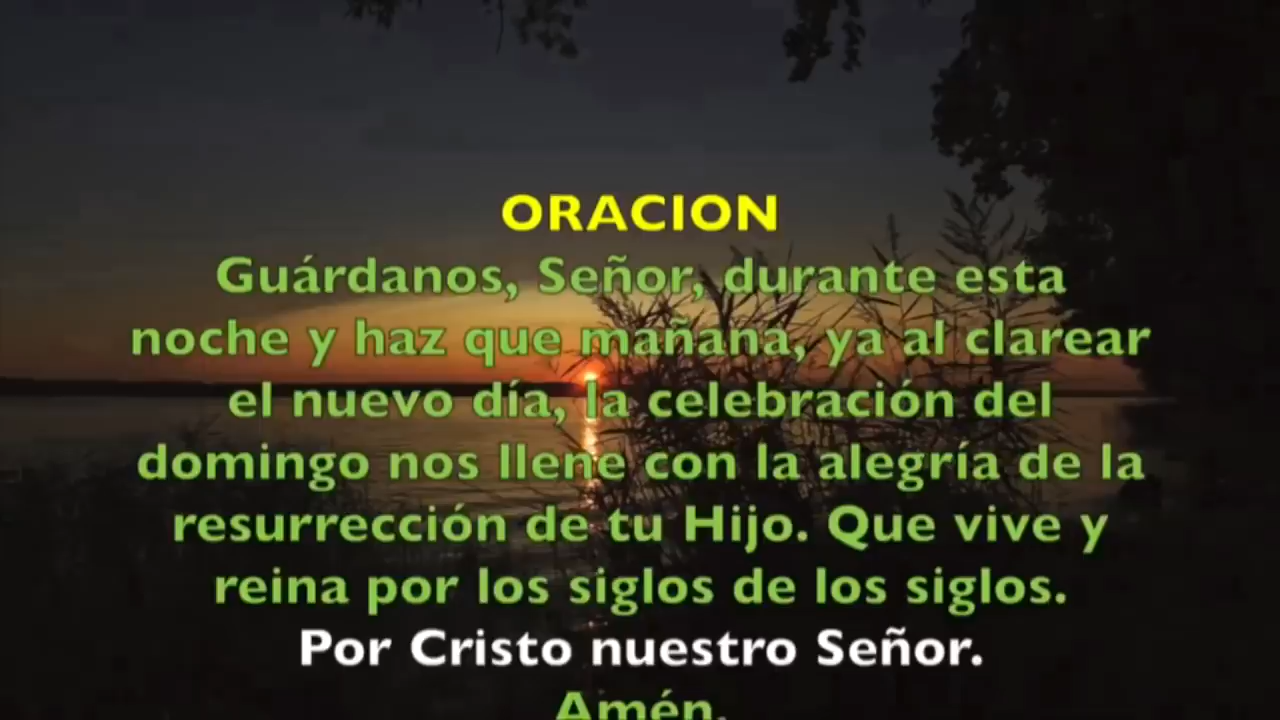 ORACION
Guárdanos, Señor, durante esta
noche y haz que mañana, ya al clarear
el nuevo día, la celebración del
domingo nos llene con la alegría de la
resurrección de tu Hijo. Que vive y
reina por los siglos de los siglos.
Por Cristo nuestro Señor.
Amén.